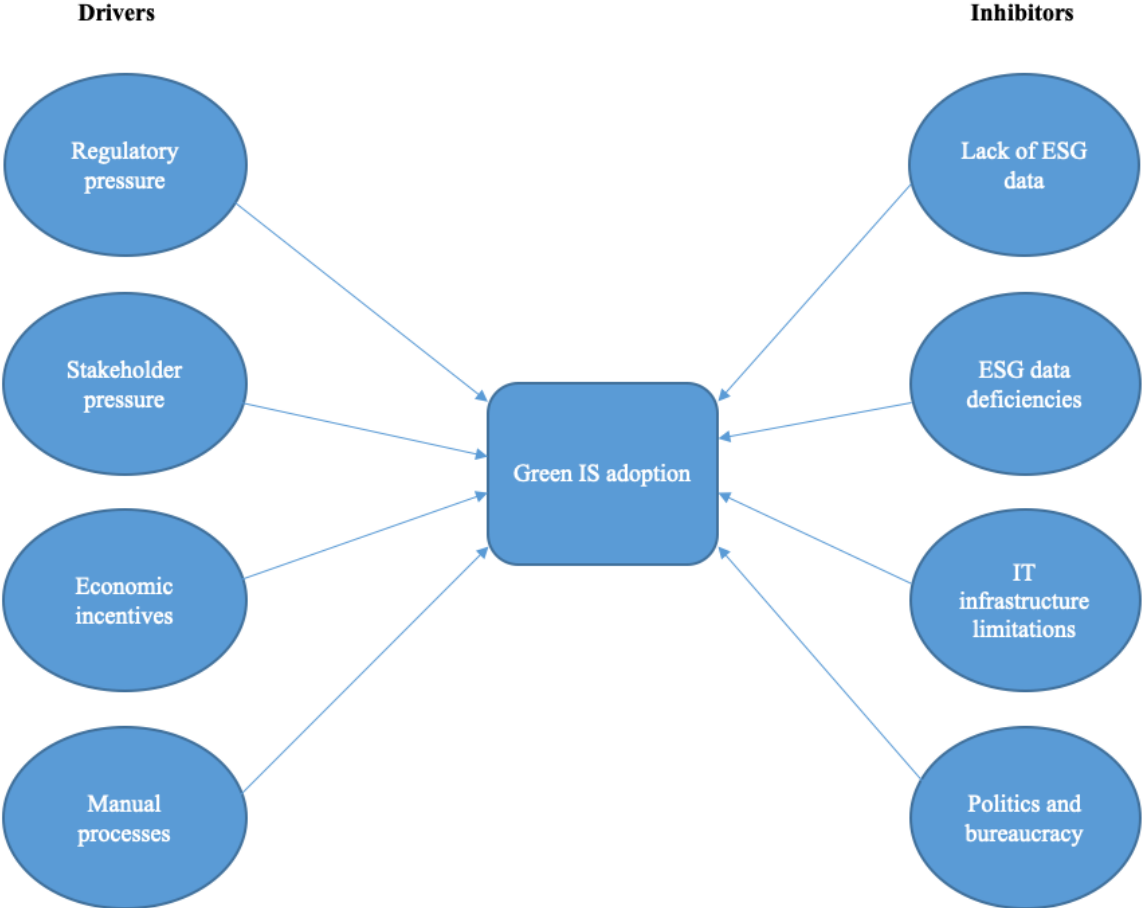 Drivers
Inhibitors
Regulatory
pressure
Lack of ESG
data
Stakeholder
pressure
ESG data
deficiencies
Green IS adoption
Economic
incentives
IT
infrastructure
limitations
Manual
processes
Politics and
bureaucracy